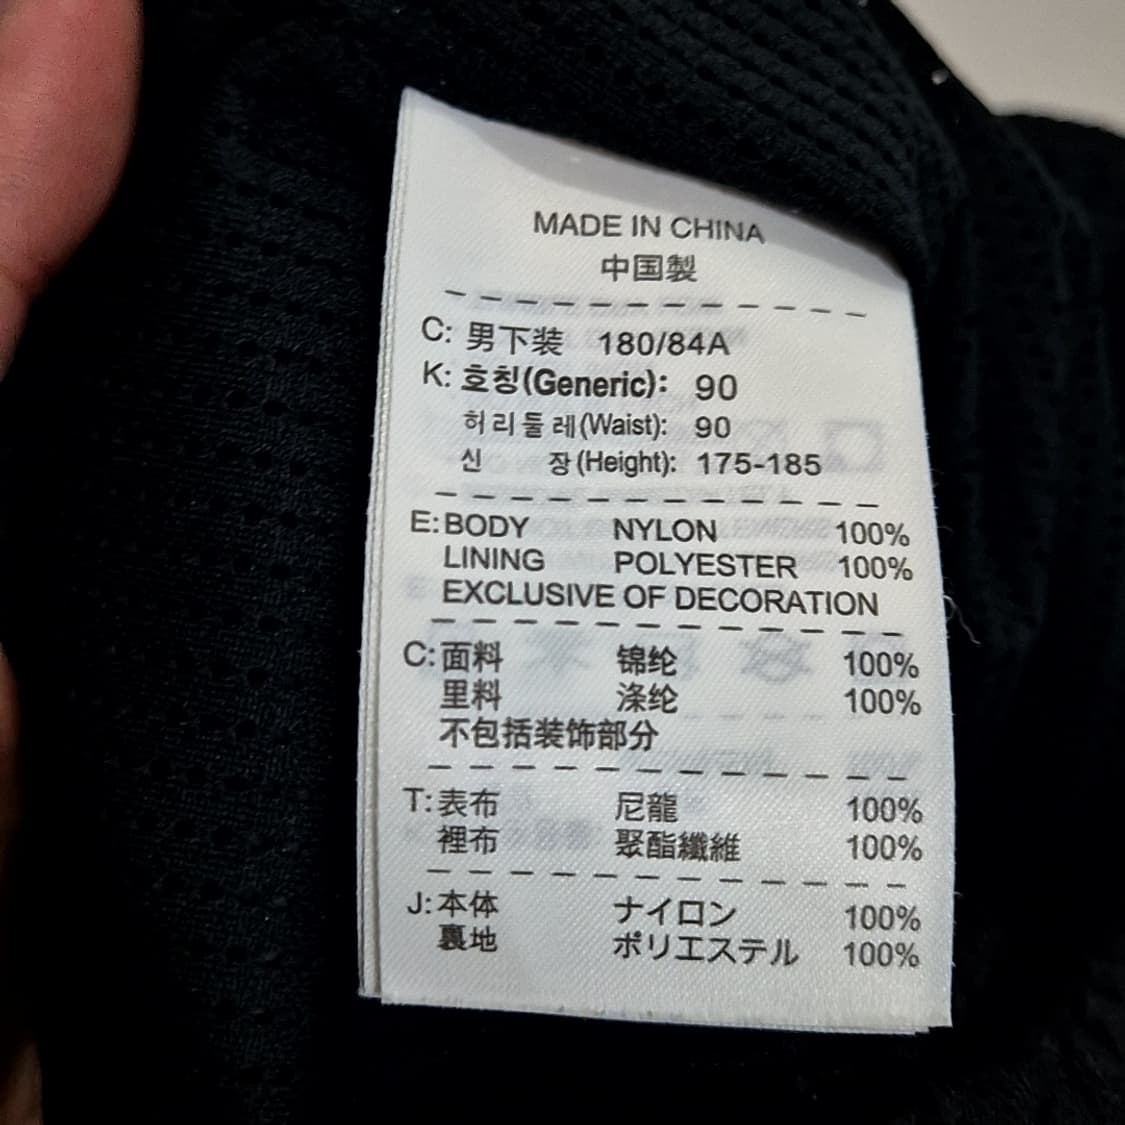 MADE IN CHINA
中国製
C: 男下装 180/84A
K: 호칭(Generic): 90
허리둘레(Waist): 90
신 장(Height): 175-185
E: BODY NYLON 100%
LINING POLYESTER 100%
EXCLUSIVE OF DECORATION
C: 面料 锦纶 100%
里料 涤纶 100%
不包括装饰部分
T: 表布 尼龍 100%
裡布 聚酯纖維 100%
J: 本体 ナイロン 100%
裏地 ポリエステル 100%